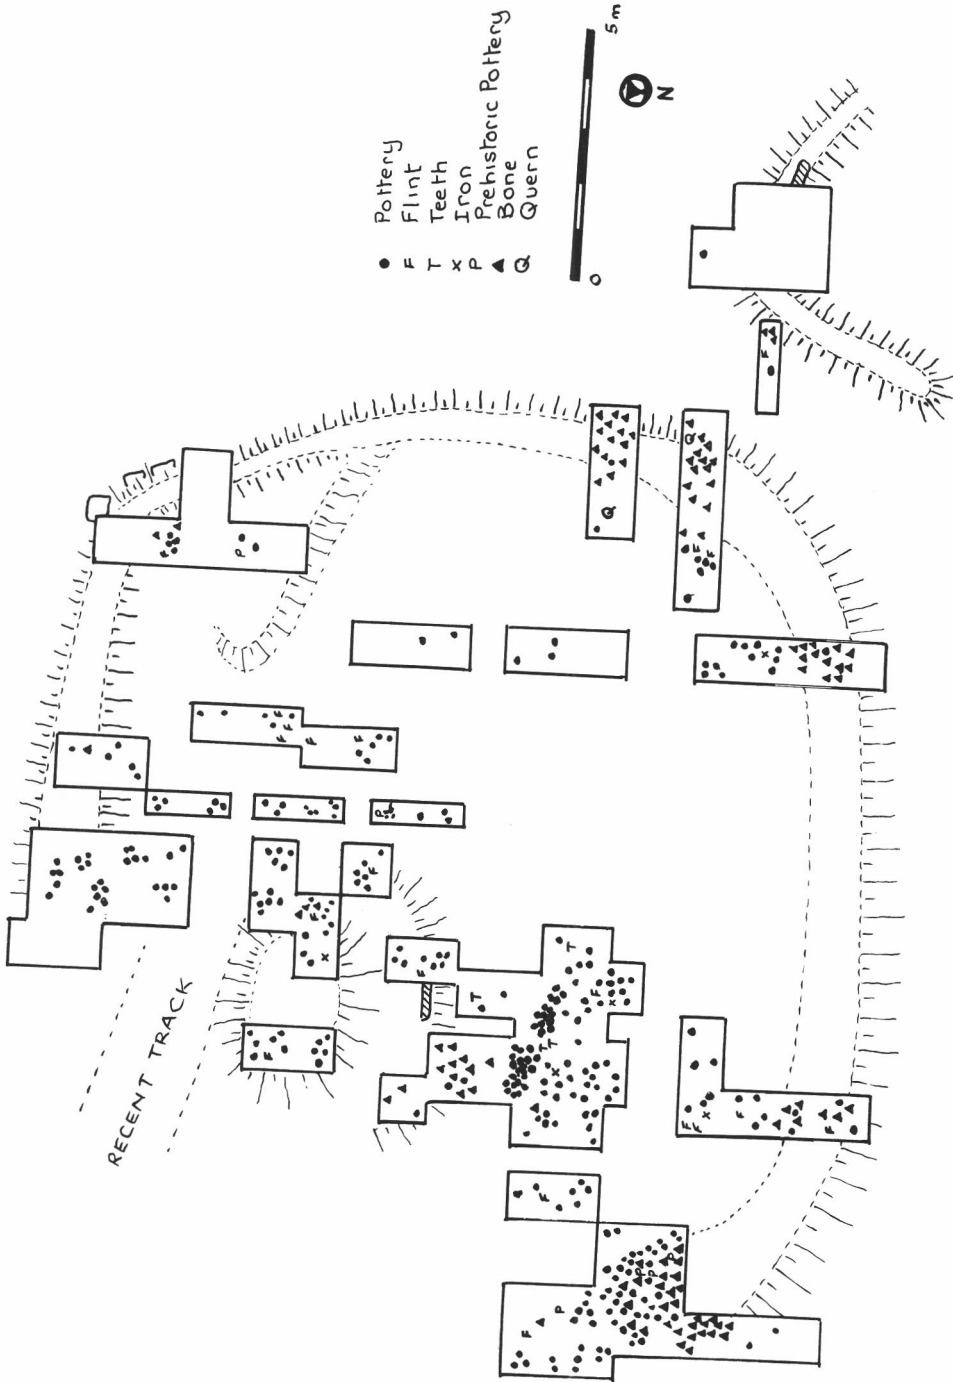 ● Pottery
F Flint
T Teeth
x Iron
P Prehistoric Pottery
▲ Bone
Q Quern
0 5m
N
RECENT TRACK
F
P
Q
Q
F
Q
F
F
x
F
F
F
F
F
P
F
F
x
F
F
T
T
F
x
T
T
x
F
F
F
x
F
F
F
P
P
P
P